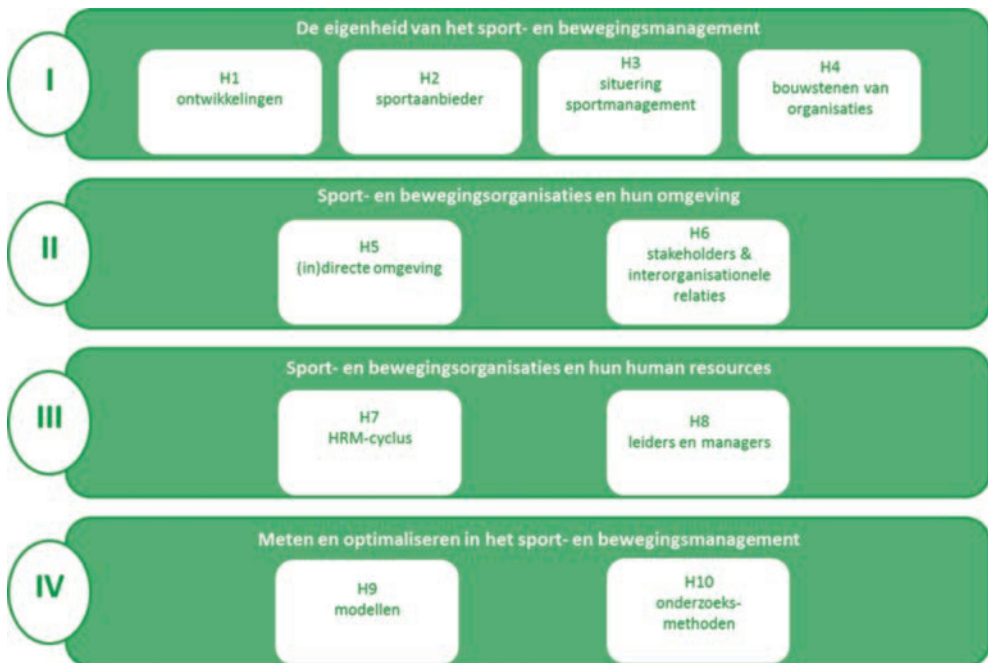 De eigenheid van het sport- en bewegingsmanagement
I
H1
ontwikkelingen
H2
sportaanbieder
H3
situering
sportmanagement
H4
bouwstenen van
organisaties
Sport- en bewegingsorganisaties en hun omgeving
II
H5
(in)directe omgeving
H6
stakeholders &
interorganisationele
relaties
Sport- en bewegingsorganisaties en hun human resources
III
H7
HRM-cyclus
H8
leiders en managers
Meten en optimaliseren in het sport- en bewegingsmanagement
IV
H9
modellen
H10
onderzoeks-
methoden